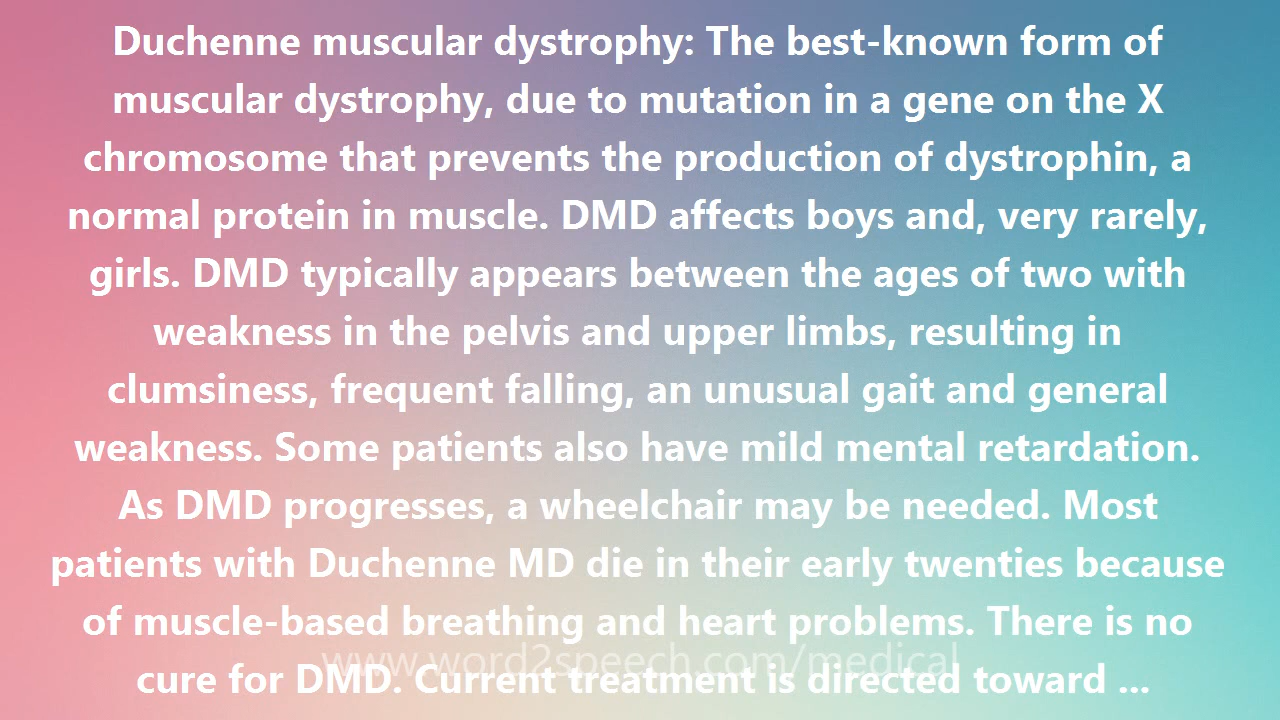 Duchenne muscular dystrophy: The best-known form of
muscular dystrophy, due to mutation in a gene on the X
chromosome that prevents the production of dystrophin, a
normal protein in muscle. DMD affects boys and, very rarely,
girls. DMD typically appears between the ages of two with
weakness in the pelvis and upper limbs, resulting in
clumsiness, frequent falling, an unusual gait and general
weakness. Some patients also have mild mental retardation.
As DMD progresses, a wheelchair may be needed. Most
patients with Duchenne MD die in their early twenties because
of muscle-based breathing and heart problems. There is no
www.word2speech.com/medical
cure for DMD. Current treatment is directed toward ...